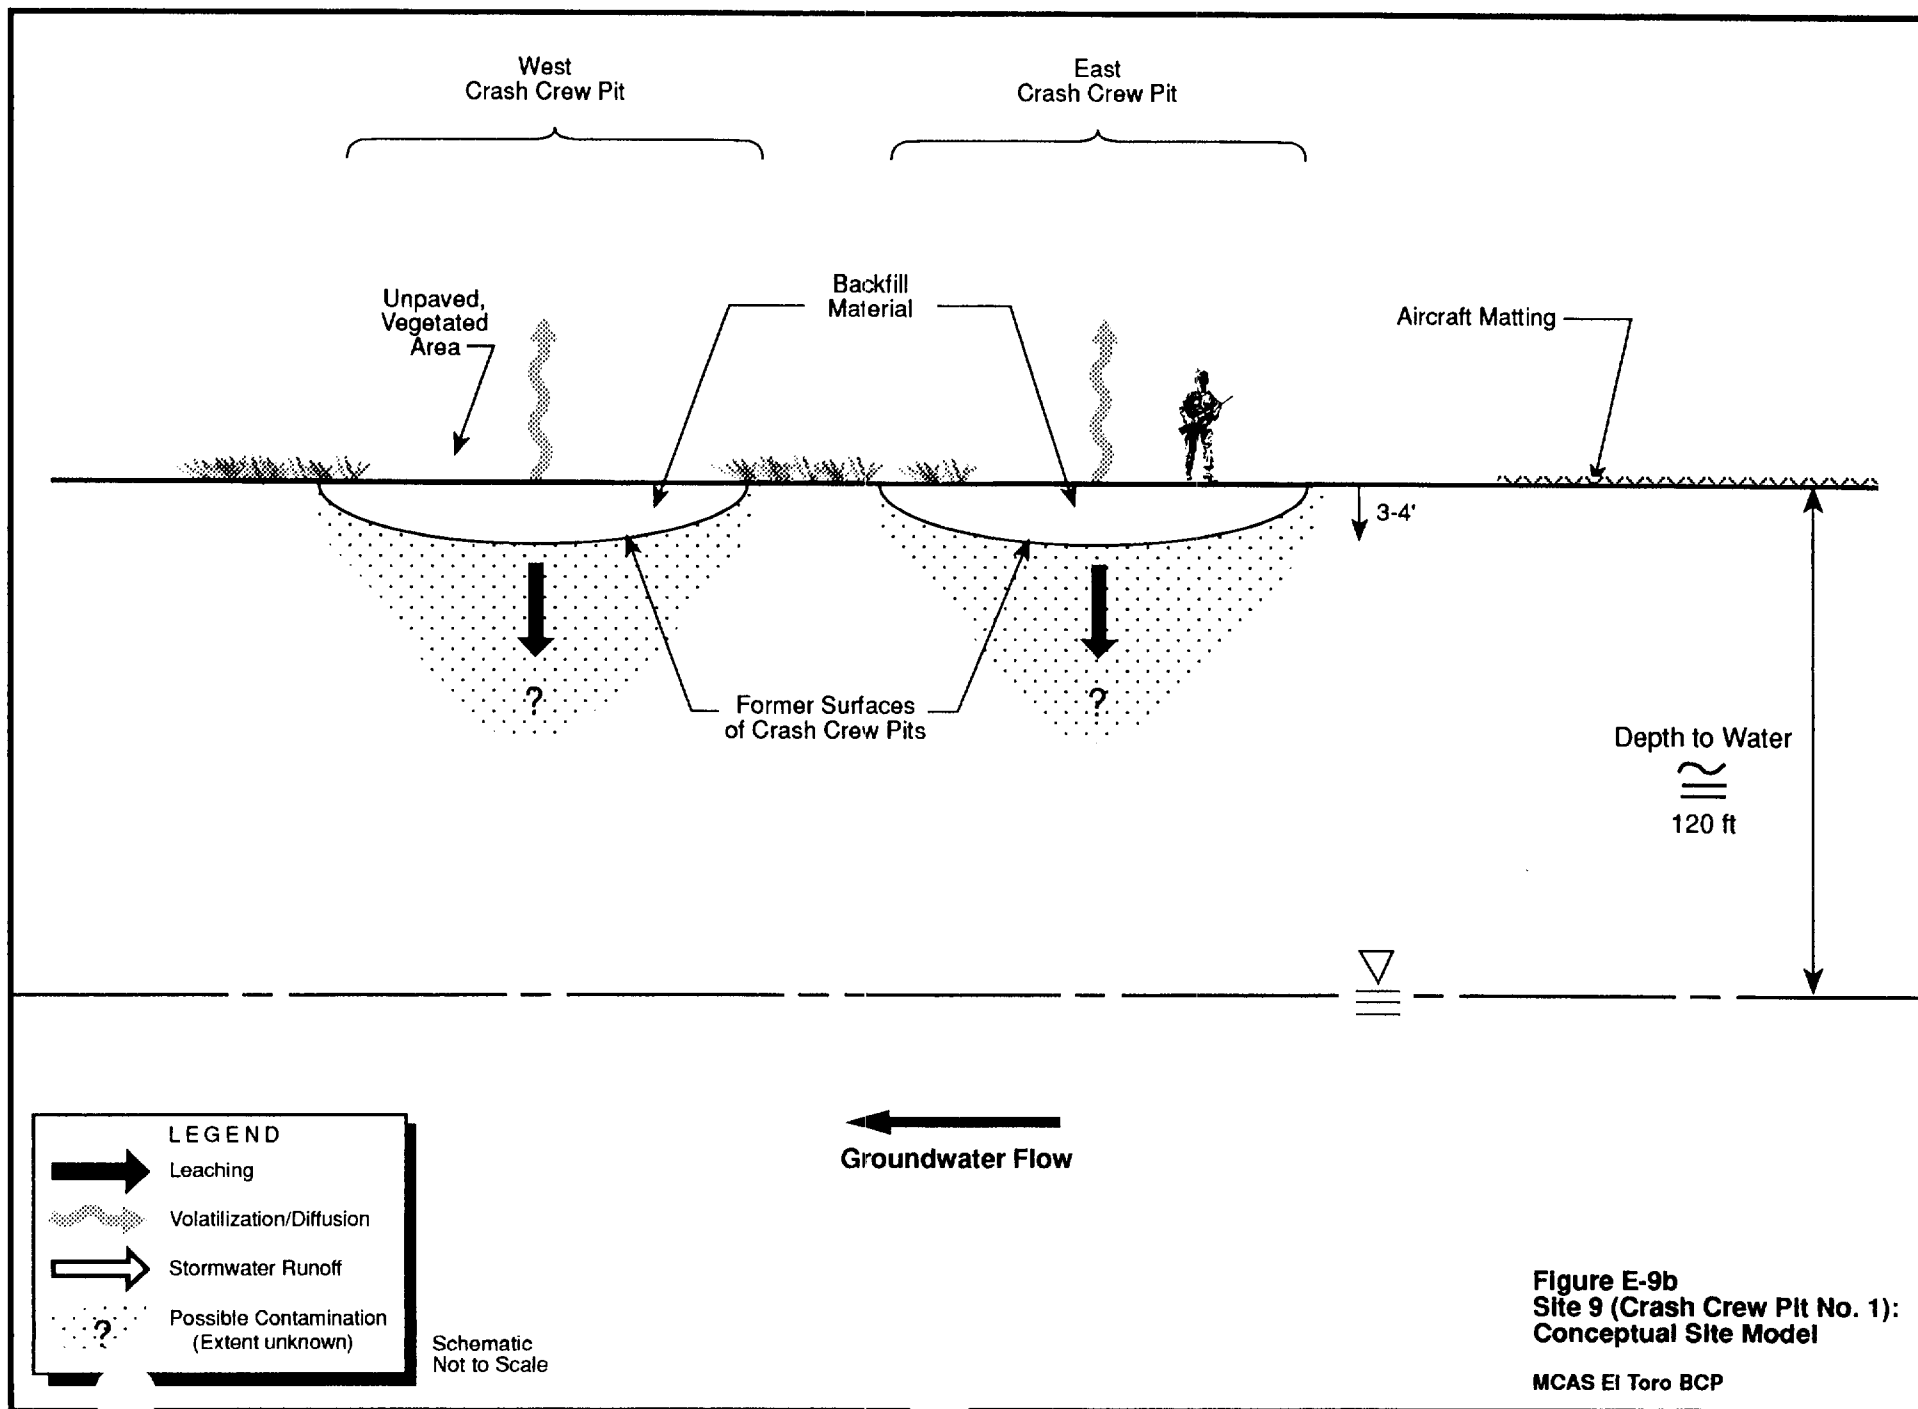 West
Crash Crew Pit
East
Crash Crew Pit
Unpaved,
Vegetated
Area
Backfill
Material
Aircraft Matting
3-4'
?
?
Former Surfaces
of Crash Crew Pits
Depth to Water
≅
120 ft
Groundwater Flow
LEGEND
Leaching
Volatilization/Diffusion
Stormwater Runoff
?
Possible Contamination
(Extent unknown)
Schematic
Not to Scale
Figure E-9b
Site 9 (Crash Crew Pit No. 1):
Conceptual Site Model
MCAS El Toro BCP